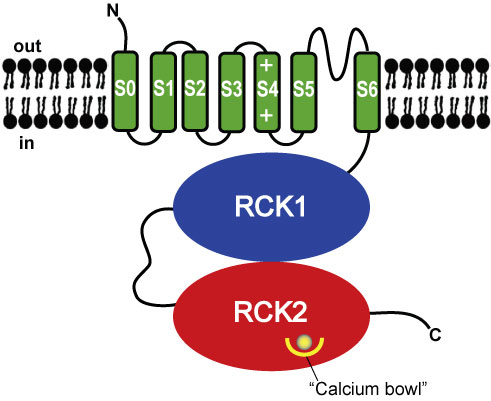 N
out
S0 S1 S2 S3 + S4 + S5 S6
in
RCK1
RCK2
C
“Calcium bowl”